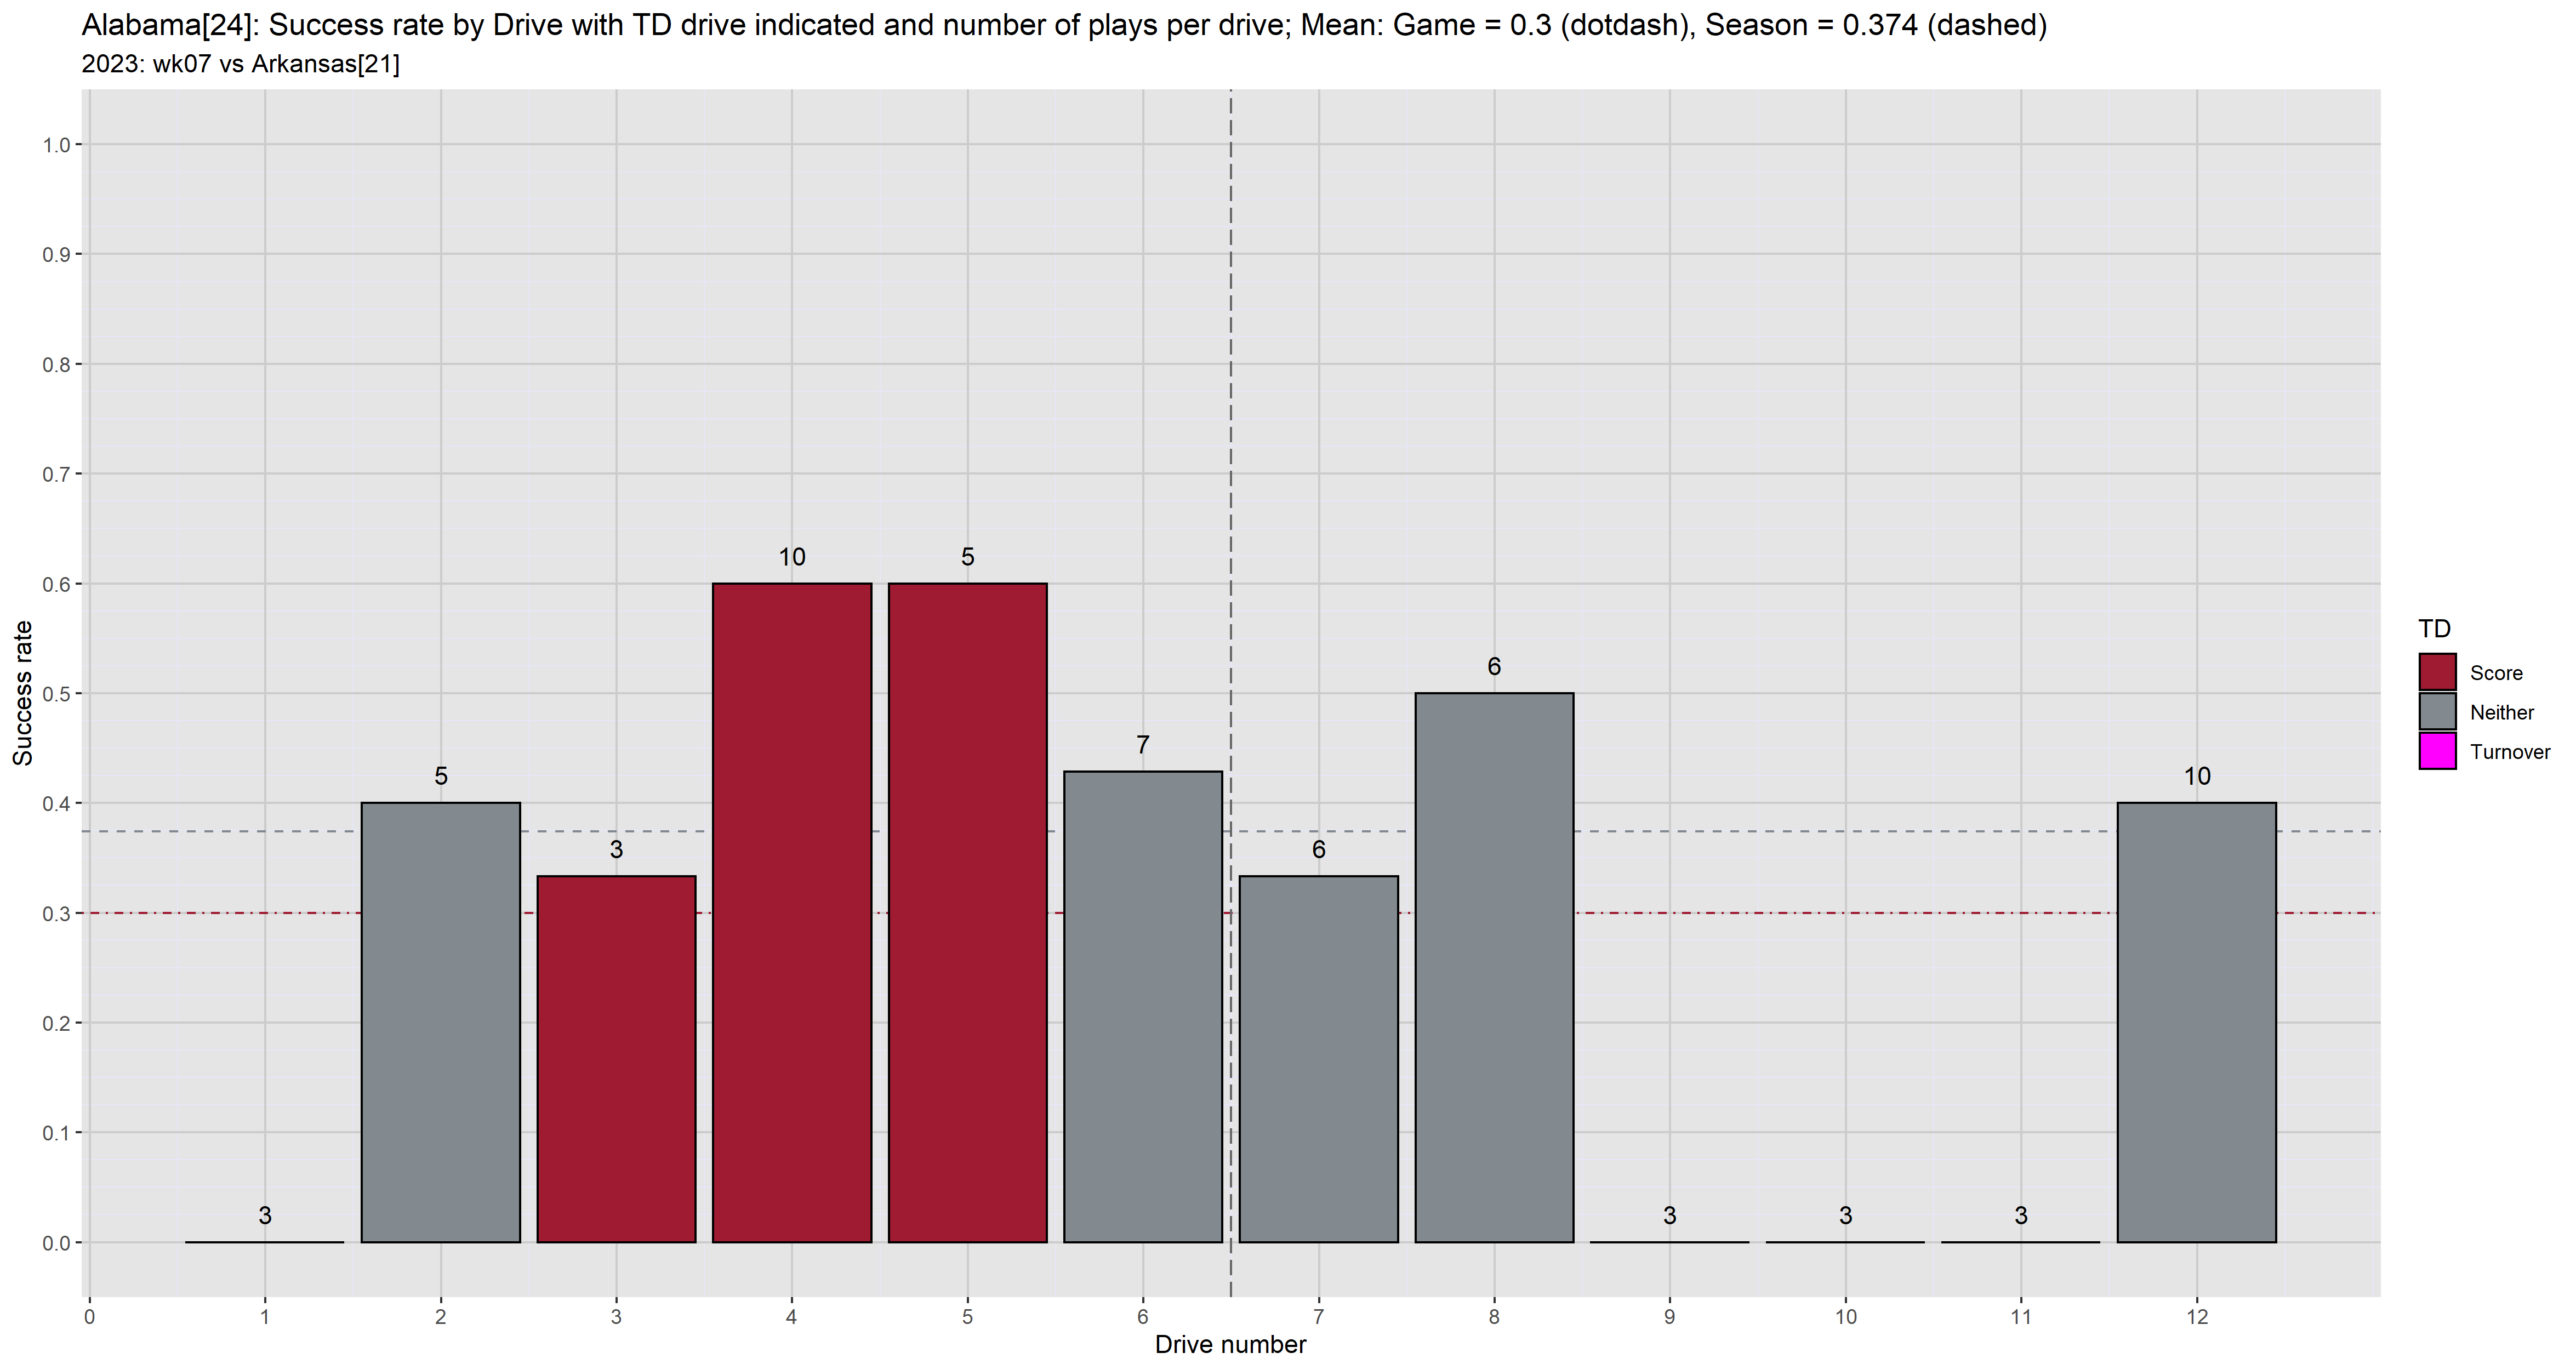 Alabama[24]: Success rate by Drive with TD drive indicated and number of plays per drive; Mean: Game = 0.3 (dotdash), Season = 0.374 (dashed)
2023: wk07 vs Arkansas[21]
1.0
0.9
0.8
0.7
0.6
0.5
0.4
0.3
0.2
0.1
0.0
Success rate
3
5
3
10
5
7
6
6
3
3
3
10
0 1 2 3 4 5 6 7 8 9 10 11 12
Drive number
TD
Score
Neither
Turnover